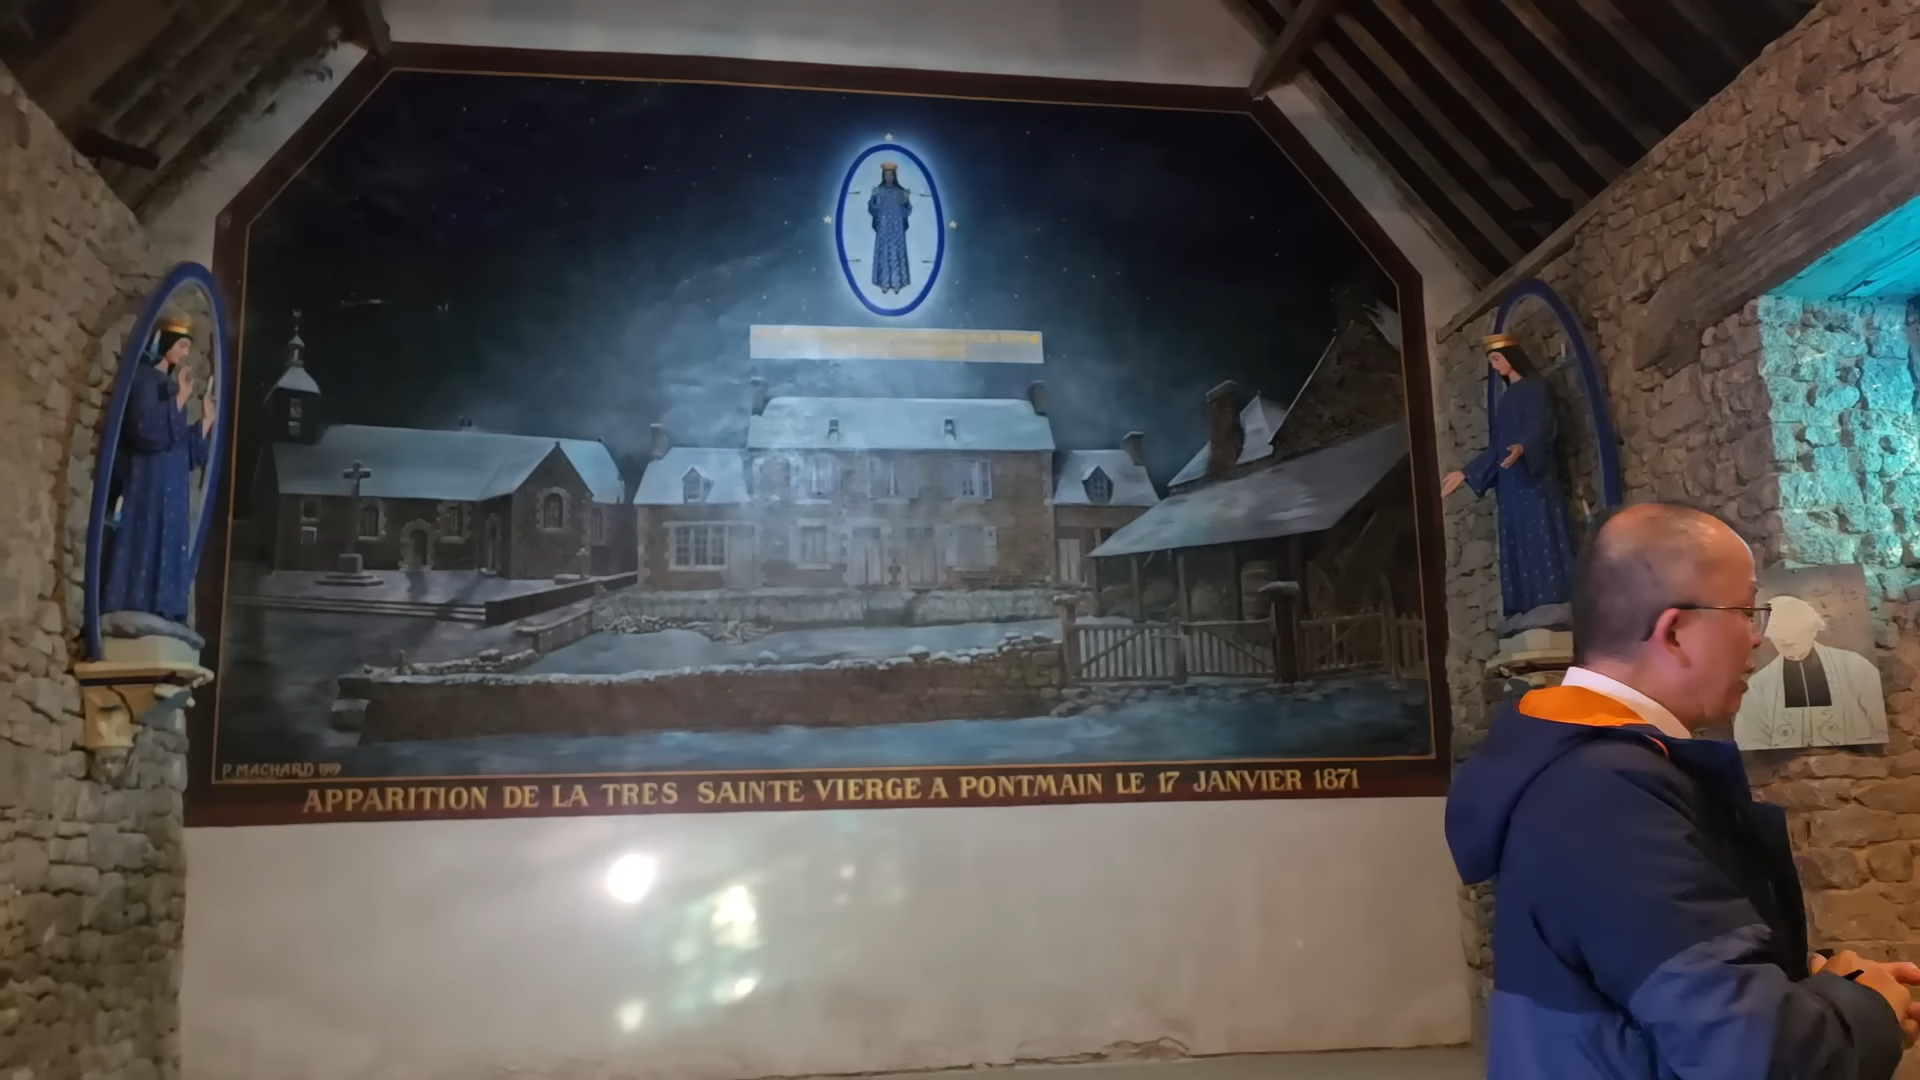 P. MACHARD
APPARITION DE LA TRES SAINTE VIERGE A PONTMAIN LE 17 JANVIER 1871